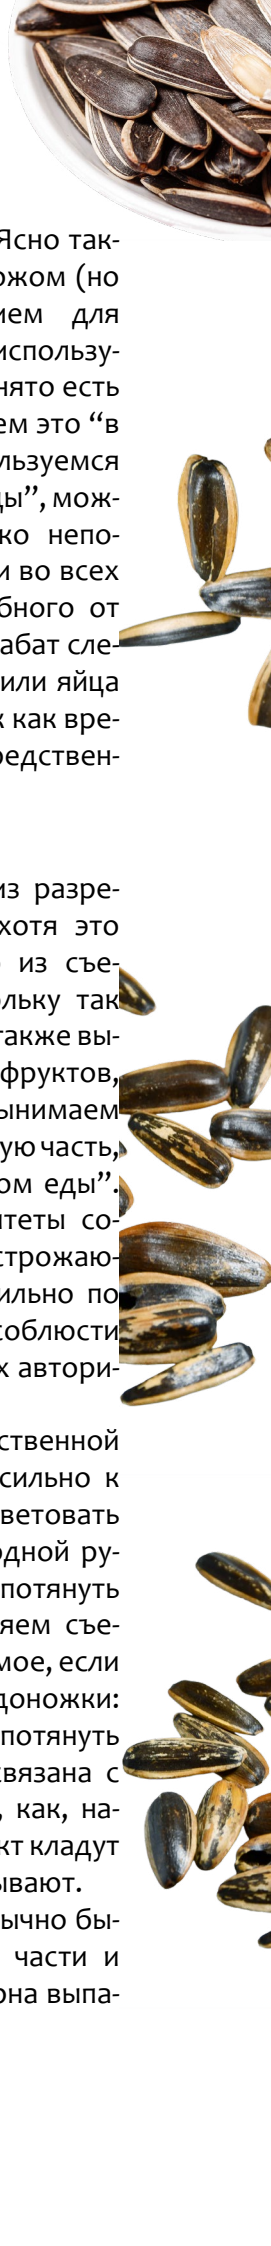 Ясно так-
ожом (но
ием для
использу-
нято есть
ем это “в
льзуемся
ды”, мож-
ко непо-
и во всех
бного от
абат сле-
или яйца
к как вре-
редствен-
из разре-
хотя это
из съе-
льку так
также вы-
фруктов,
ынимаем
ую часть,
ом еды”.
итеты со-
строжаю-
ильно по
соблюсти
х автори-
ственной
сильно к
ветовать
одной ру-
потянуть
яем съе-
мое, если
доножки:
потянуть
связана с
, как, на-
кт кладут
ывают.
ычно бы-
части и
рна выпа-